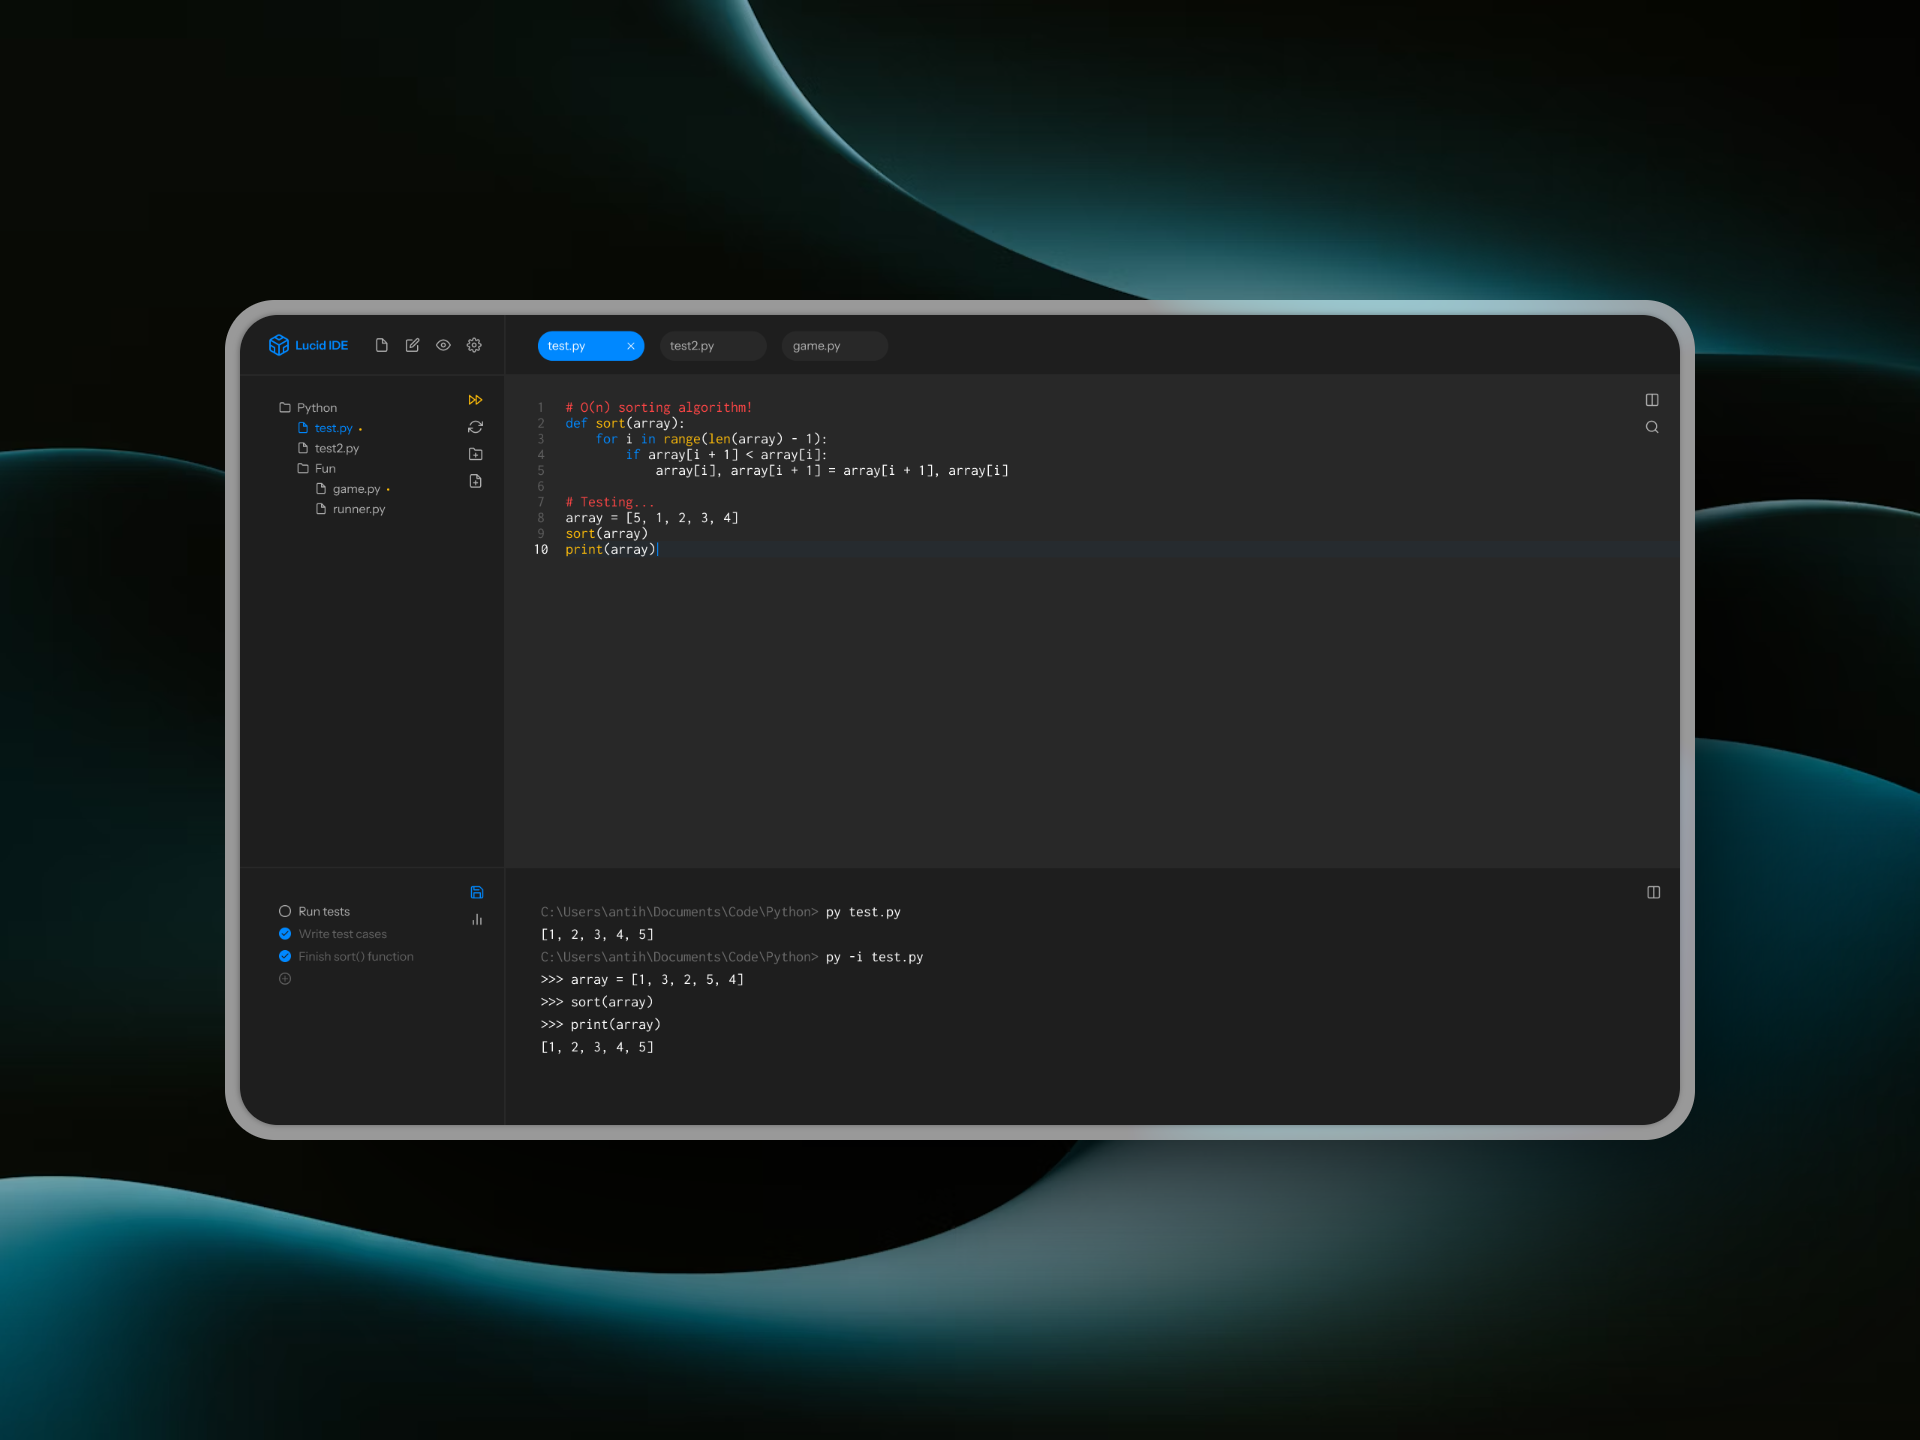 Lucid IDE
test.py
test2.py
game.py
Python
test.py
test2.py
Fun
game.py
runner.py
1 # O(n) sorting algorithm!
2 def sort(array):
3     for i in range(len(array) - 1):
4         if array[i + 1] < array[i]:
5             array[i], array[i + 1] = array[i + 1], array[i]
6
7 # Testing...
8 array = [5, 1, 2, 3, 4]
9 sort(array)
10 print(array)
Run tests
Write test cases
Finish sort() function
C:\Users\antih\Documents\Code\Python> py test.py
[1, 2, 3, 4, 5]
C:\Users\antih\Documents\Code\Python> py -i test.py
>>> array = [1, 3, 2, 5, 4]
>>> sort(array)
>>> print(array)
[1, 2, 3, 4, 5]